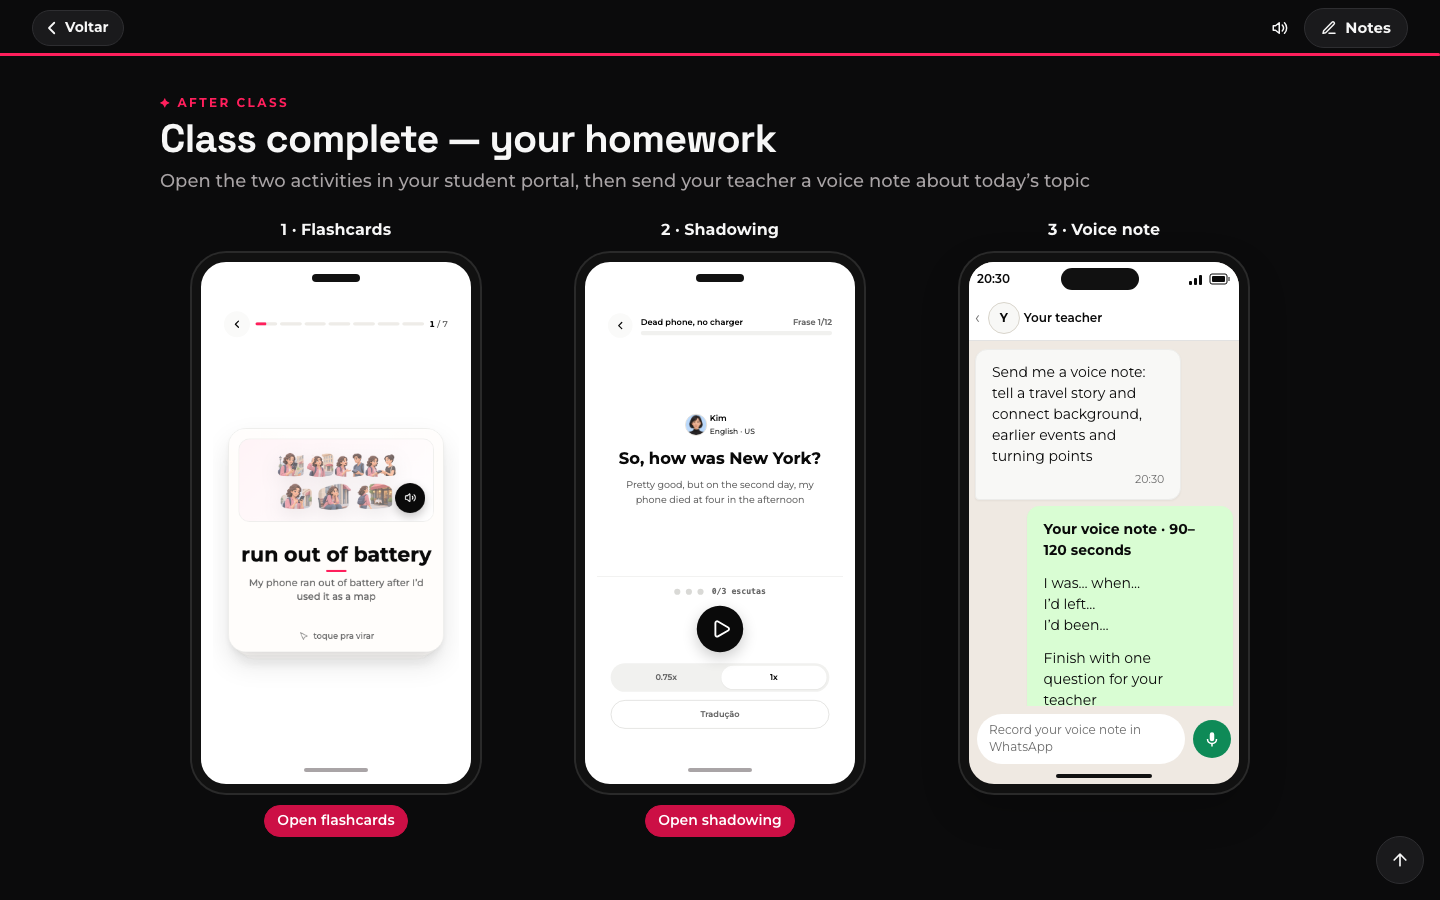 Voltar
Notes
AFTER CLASS
Class complete — your homework
Open the two activities in your student portal, then send your teacher a voice note about today’s topic
1 · Flashcards
1 / 7
run out of battery
My phone ran out of battery after I’d
used it as a map
toque pra virar
Open flashcards
2 · Shadowing
Dead phone, no charger
Frase 1/12
Kim
English · US
So, how was New York?
Pretty good, but on the second day, my
phone died at four in the afternoon
0/3 escutas
0.75x
1x
Tradução
Open shadowing
3 · Voice note
20:30
Y
Your teacher
Send me a voice note:
tell a travel story and
connect background,
earlier events and
turning points
20:30
Your voice note · 90–
120 seconds
I was… when…
I’d left…
I’d been…
Finish with one
question for your
teacher
Record your voice note in
WhatsApp